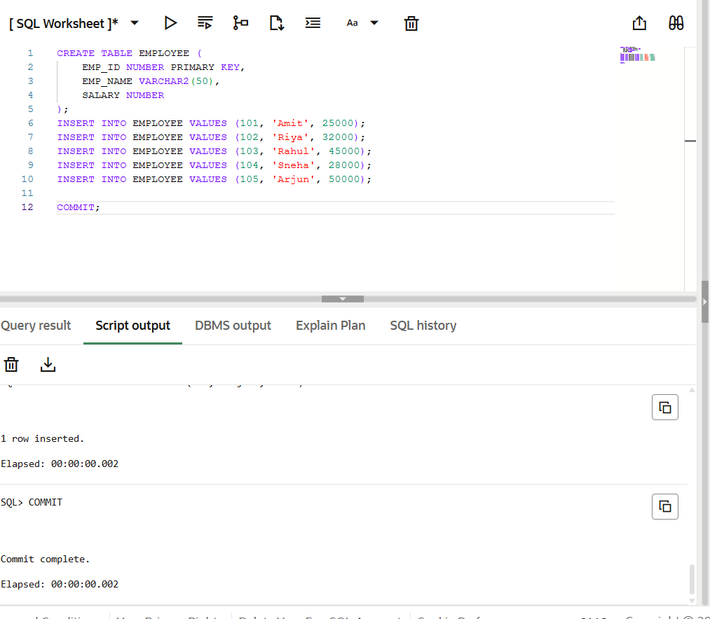 [ SQL Worksheet ]*
Aa
1 CREATE TABLE EMPLOYEE (
2 EMP_ID NUMBER PRIMARY KEY,
3 EMP_NAME VARCHAR2(50),
4 SALARY NUMBER
5 );
6 INSERT INTO EMPLOYEE VALUES (101, 'Amit', 25000);
7 INSERT INTO EMPLOYEE VALUES (102, 'Riya', 32000);
8 INSERT INTO EMPLOYEE VALUES (103, 'Rahul', 45000);
9 INSERT INTO EMPLOYEE VALUES (104, 'Sneha', 28000);
10 INSERT INTO EMPLOYEE VALUES (105, 'Arjun', 50000);
11
12 COMMIT;
Query result Script output DBMS output Explain Plan SQL history
1 row inserted.
Elapsed: 00:00:00.002
SQL> COMMIT
Commit complete.
Elapsed: 00:00:00.002